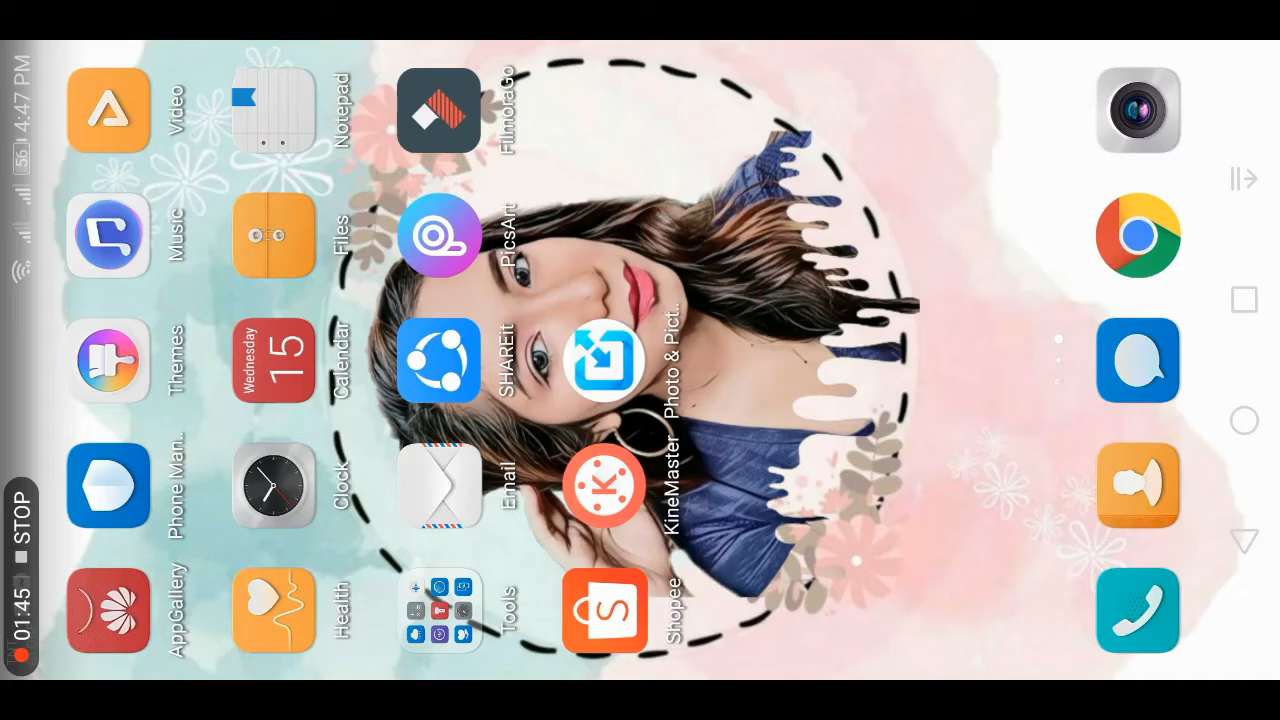 01:45 STOP
56 4:47 PM
AppGallery
Phone Man..
Themes
Music
Video
Health
Clock
Wednesday
15
Calendar
Files
Notepad
Tools
Email
SHAREit
PicsArt
FilmoraGo
S
Shopee
K
KineMaster
Photo & Pict..